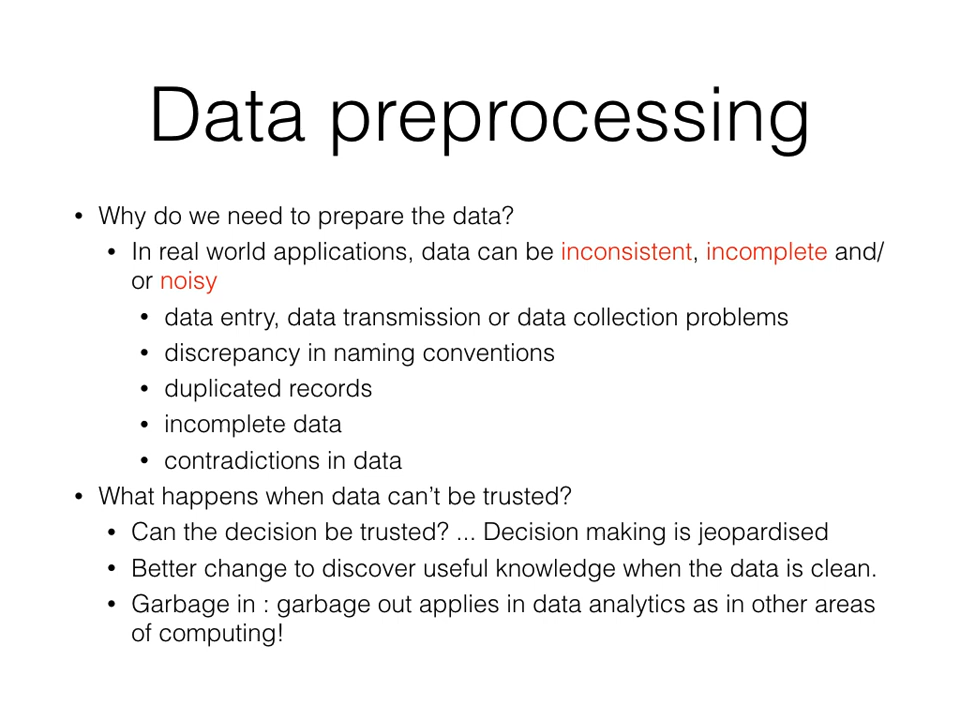 Data preprocessing
• Why do we need to prepare the data?
• In real world applications, data can be inconsistent, incomplete and/
or noisy
• data entry, data transmission or data collection problems
• discrepancy in naming conventions
• duplicated records
• incomplete data
• contradictions in data
• What happens when data can’t be trusted?
• Can the decision be trusted? ... Decision making is jeopardised
• Better change to discover useful knowledge when the data is clean.
• Garbage in : garbage out applies in data analytics as in other areas
of computing!